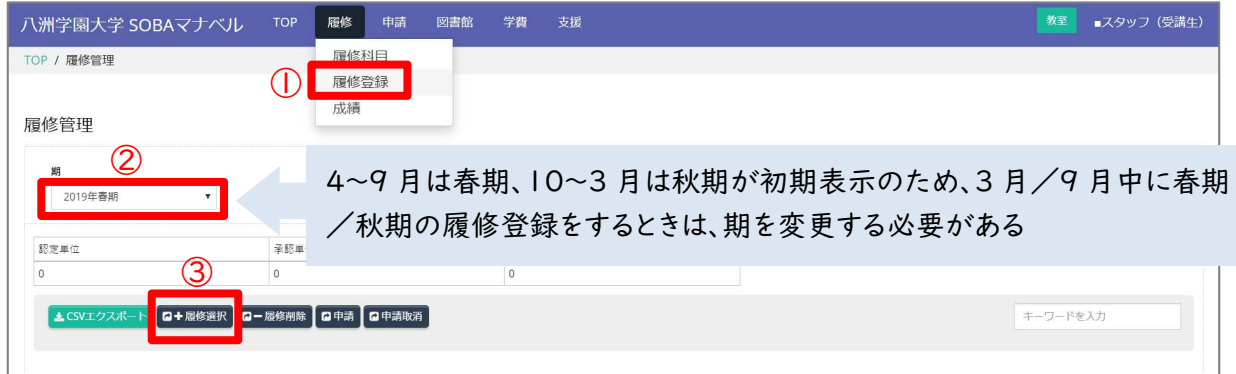 八洲学園大学 SOBAマナベル TOP 履修 申請 図書館 学費 支援 教室 ■スタッフ（受講生）
TOP / 履修管理
履修科目
① 履修登録
成績
履修管理
②
期
2019年春期
4～9月は春期、10～3月は秋期が初期表示のため、3月／9月中に春期
／秋期の履修登録をするときは、期を変更する必要がある
認定単位 承認単
0 0 0
③
CSVエクスポート 履修選択 履修削除 申請 申請取消 キーワードを入力